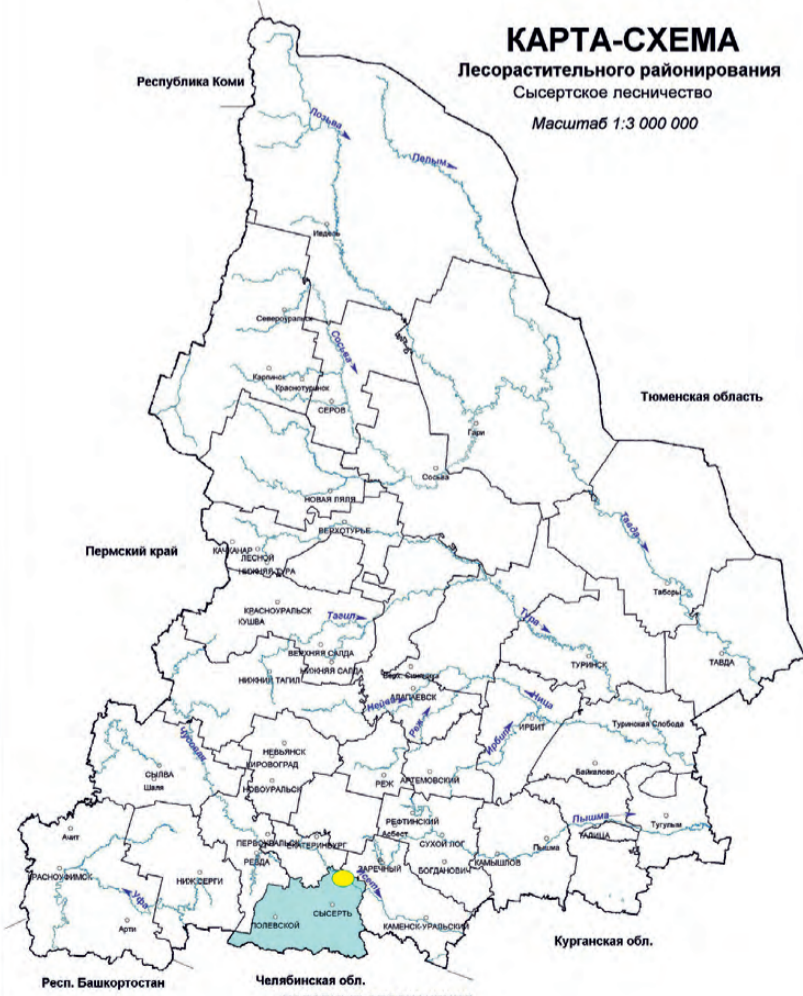 КАРТА-СХЕМА
Лесорастительного районирования
Сысертское лесничество
Масштаб 1:3 000 000
Республика Коми
Лозьва
Пелым
Ивдель
Североуральск
Сосьва
Карпинск
Краснотурьинск
СЕРОВ
Тюменская область
Гари
Сосьва
НОВАЯ ЛЯЛЯ
ВЕРХОТУРЬЕ
Тавда
Пермский край
КАЧКАНАР
ЛЕСНОЙ
НИЖНЯЯ ТУРА
Таборы
КРАСНОУРАЛЬСК
КУШВА
Тагил
Тура
ВЕРХНЯЯ САЛДА
НИЖНЯЯ САЛДА
ТУРИНСК
ТАВДА
НИЖНИЙ ТАГИЛ
АЛАПАЕВСК
Нейва
Ница
Реж
ИРБИТ
Туринская Слобода
Ирбит
Чусовая
НЕВЬЯНСК
КИРОВОГРАД
СЫЛВА
Шаля
НОВОУРАЛЬСК
РЕЖ
АРТЕМОВСКИЙ
Байкалово
РЕФТИНСКИЙ
Асбест
Пышма
Тугулым
Ачит
ПЕРВОУРАЛЬСК
ЕКАТЕРИНБУРГ
СУХОЙ ЛОГ
Пышма
ТАЛИЦА
РЕВДА
ЗАРЕЧНЫЙ
БОГДАНОВИЧ
КАМЫШЛОВ
КРАСНОУФИМСК
НИЖ.СЕРГИ
Уфа
Исеть
Арти
ПОЛЕВСКОЙ
СЫСЕРТЬ
КАМЕНСК-УРАЛЬСКИЙ
Курганская обл.
Респ. Башкортостан
Челябинская обл.